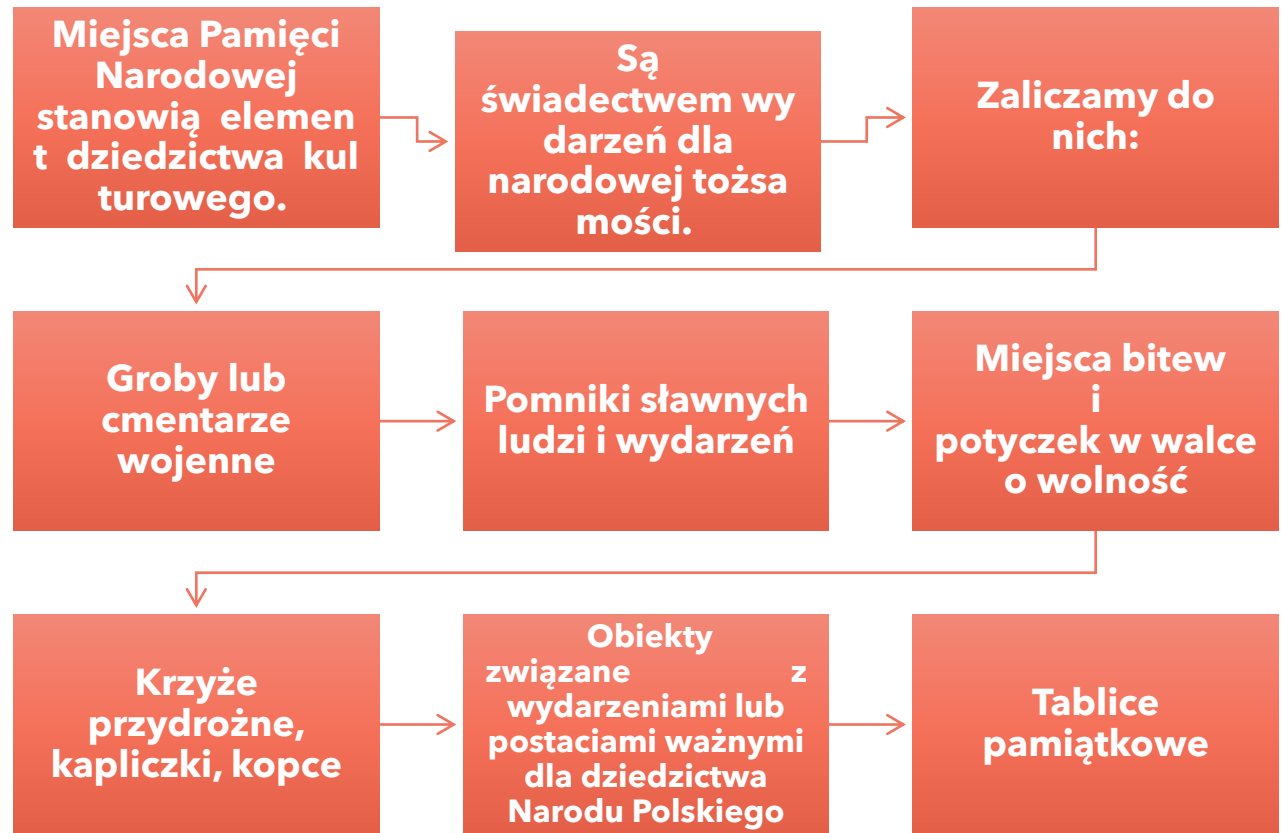 Miejsca Pamięci
Narodowej
stanowią elemen
t dziedzictwa kul
turowego.
Są
świadectwem wy
darzeń dla
narodowej tożsa
mości.
Zaliczamy do
nich:
Groby lub
cmentarze
wojenne
Pomniki sławnych
ludzi i wydarzeń
Miejsca bitew
i
potyczek w walce
o wolność
Krzyże
przydrożne,
kapliczki, kopce
Obiekty
związane z
wydarzeniami lub
postaciami ważnymi
dla dziedzictwa
Narodu Polskiego
Tablice
pamiątkowe